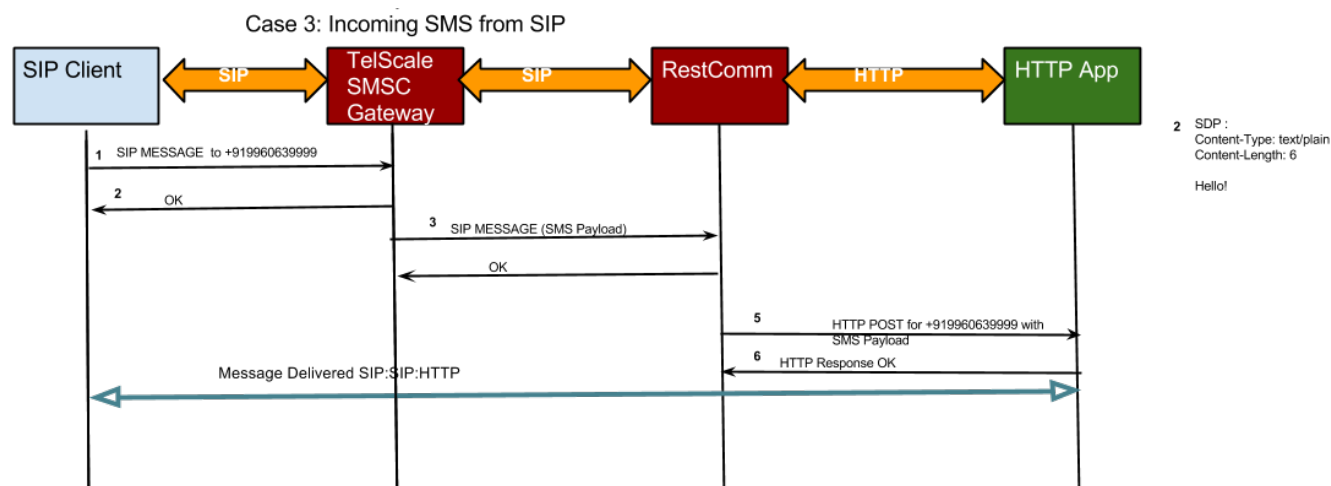 Case 3: Incoming SMS from SIP
SIP Client
SIP
TelScale
SMSC
Gateway
SIP
RestComm
HTTP
HTTP App
2 SDP :
Content-Type: text/plain
Content-Length: 6
Hello!
1 SIP MESSAGE to +919960639999
2 OK
3 SIP MESSAGE (SMS Payload)
OK
5 HTTP POST for +919960639999 with
SMS Payload
6 HTTP Response OK
Message Delivered SIP:SIP:HTTP